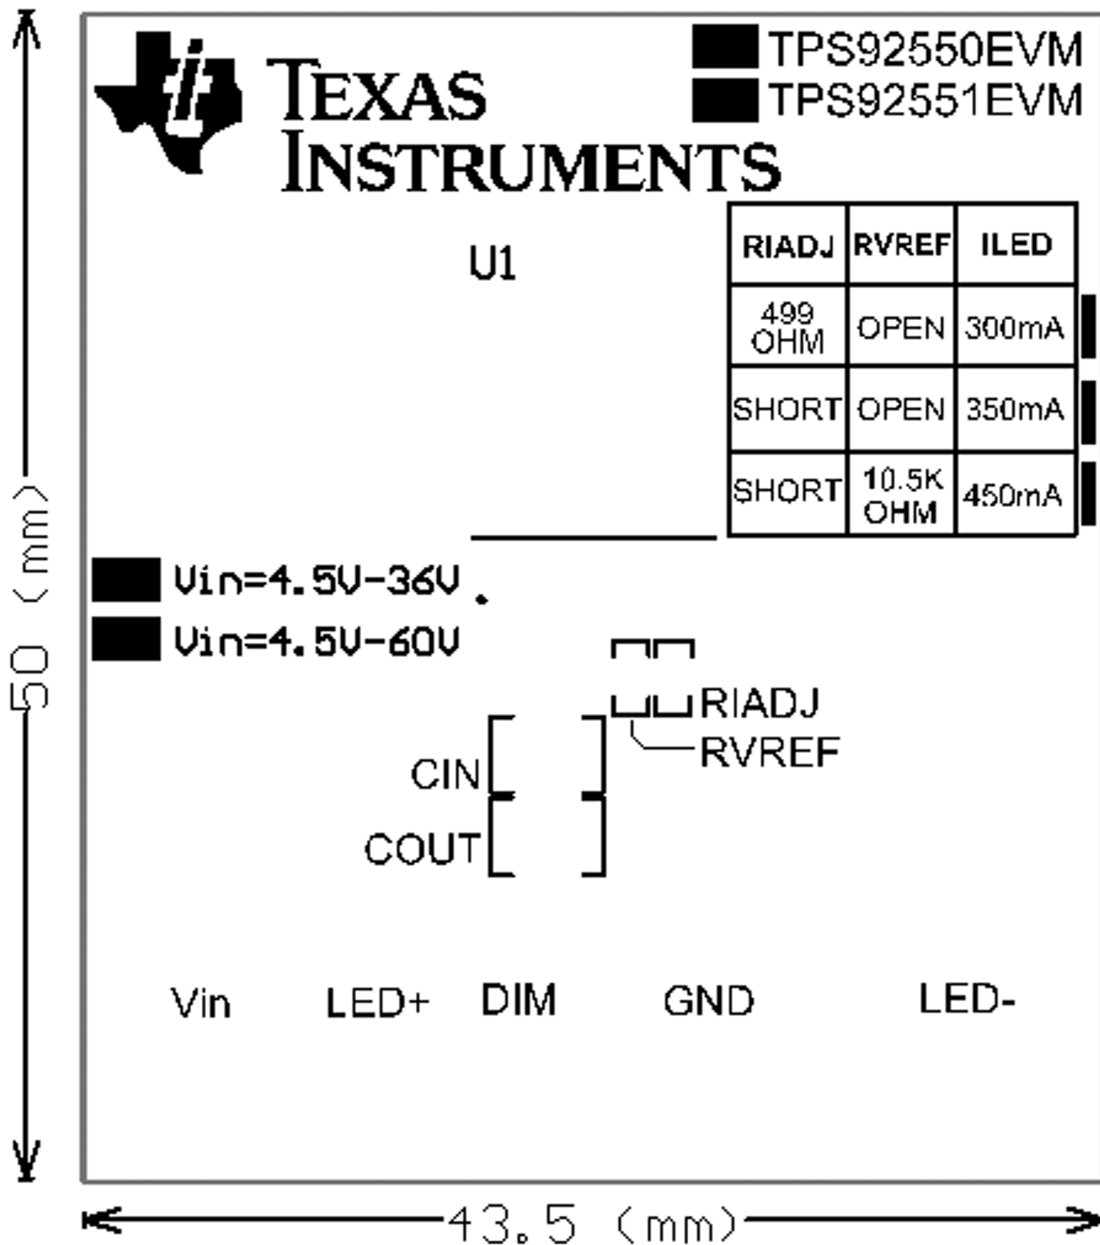 TEXAS
INSTRUMENTS
TPS92550EVM
TPS92551EVM
U1
RIADJ RVREF ILED
499 OHM OPEN 300mA
SHORT OPEN 350mA
SHORT 10.5K OHM 450mA
Vin=4.5V-36V
Vin=4.5V-60V
RIADJ
RVREF
CIN
COUT
Vin LED+ DIM GND LED-
50 (mm)
43.5 (mm)